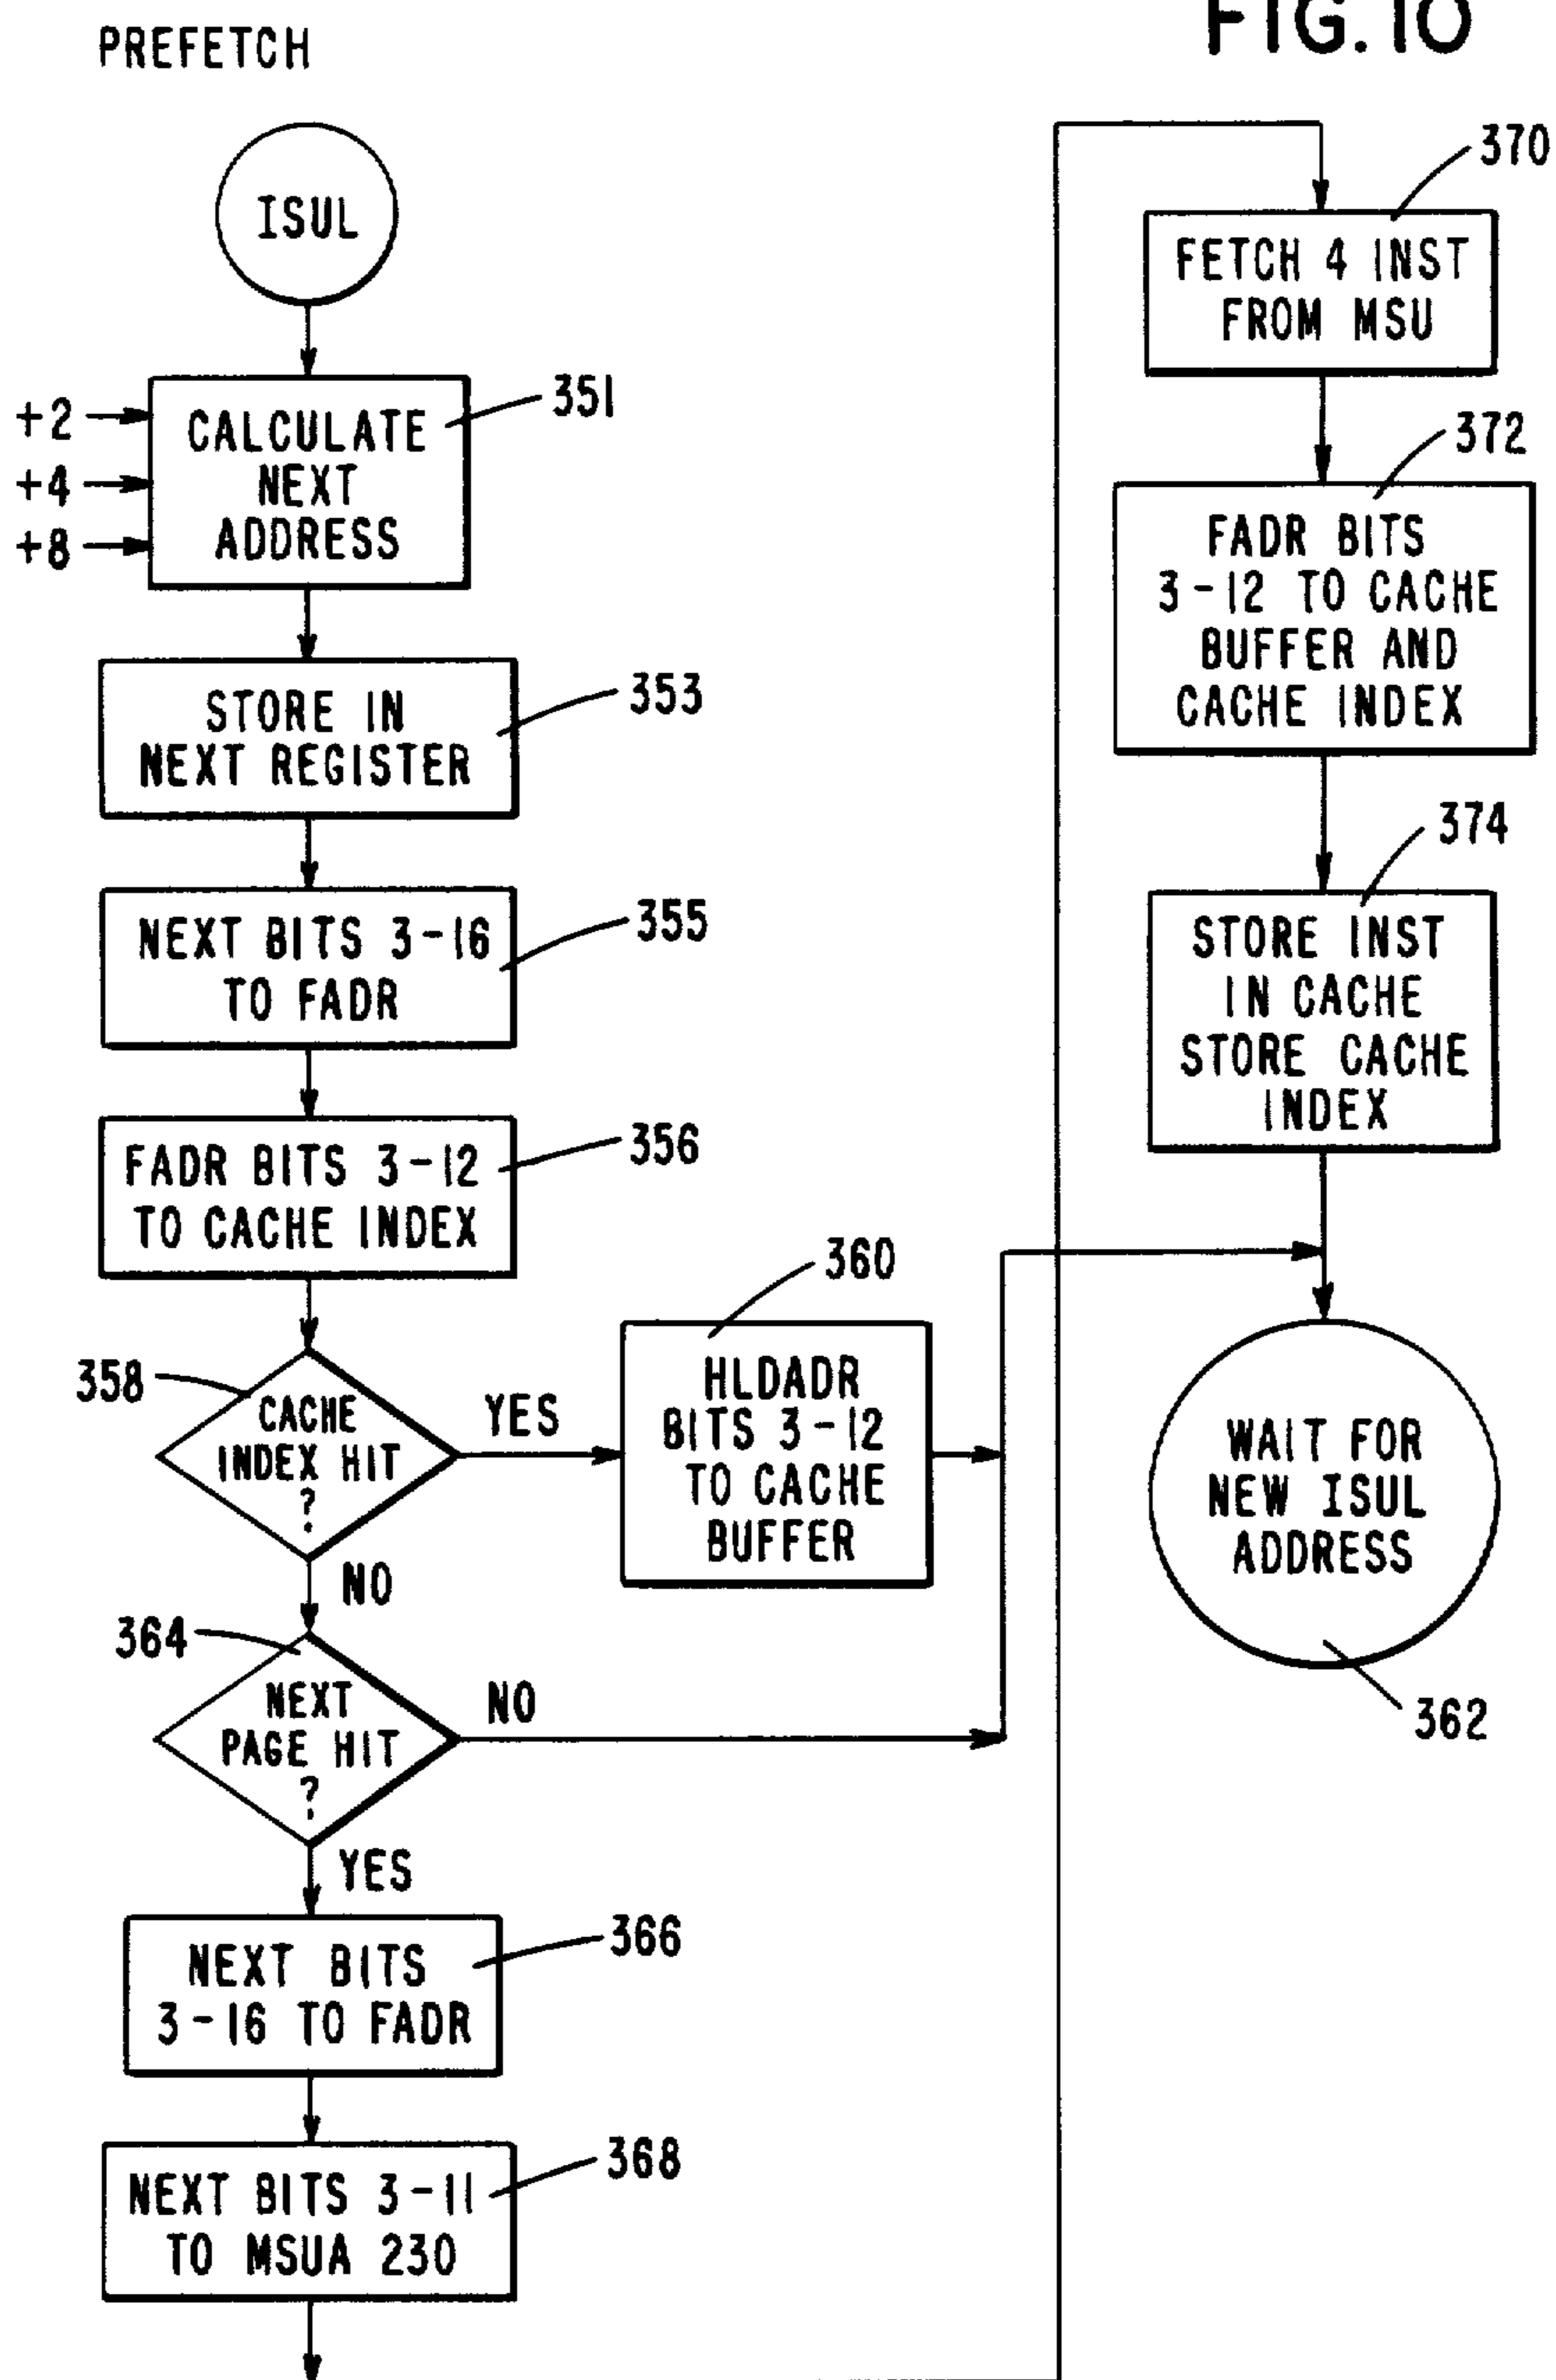 PREFETCH
FIG. 10
ISUL
+2
+4
+8
CALCULATE
NEXT
ADDRESS
351
STORE IN
NEXT REGISTER
353
NEXT BITS 3-16
TO FADR
355
FADR BITS 3-12
TO CACHE INDEX
356
358
CACHE
INDEX HIT
?
YES
NO
360
HLDADR
BITS 3-12
TO CACHE
BUFFER
364
NEXT
PAGE HIT
?
NO
YES
NEXT BITS
3-16 TO FADR
366
NEXT BITS 3-11
TO MSUA 230
368
370
FETCH 4 INST
FROM MSU
372
FADR BITS
3-12 TO CACHE
BUFFER AND
CACHE INDEX
374
STORE INST
IN CACHE
STORE CACHE
INDEX
WAIT FOR
NEW ISUL
ADDRESS
362